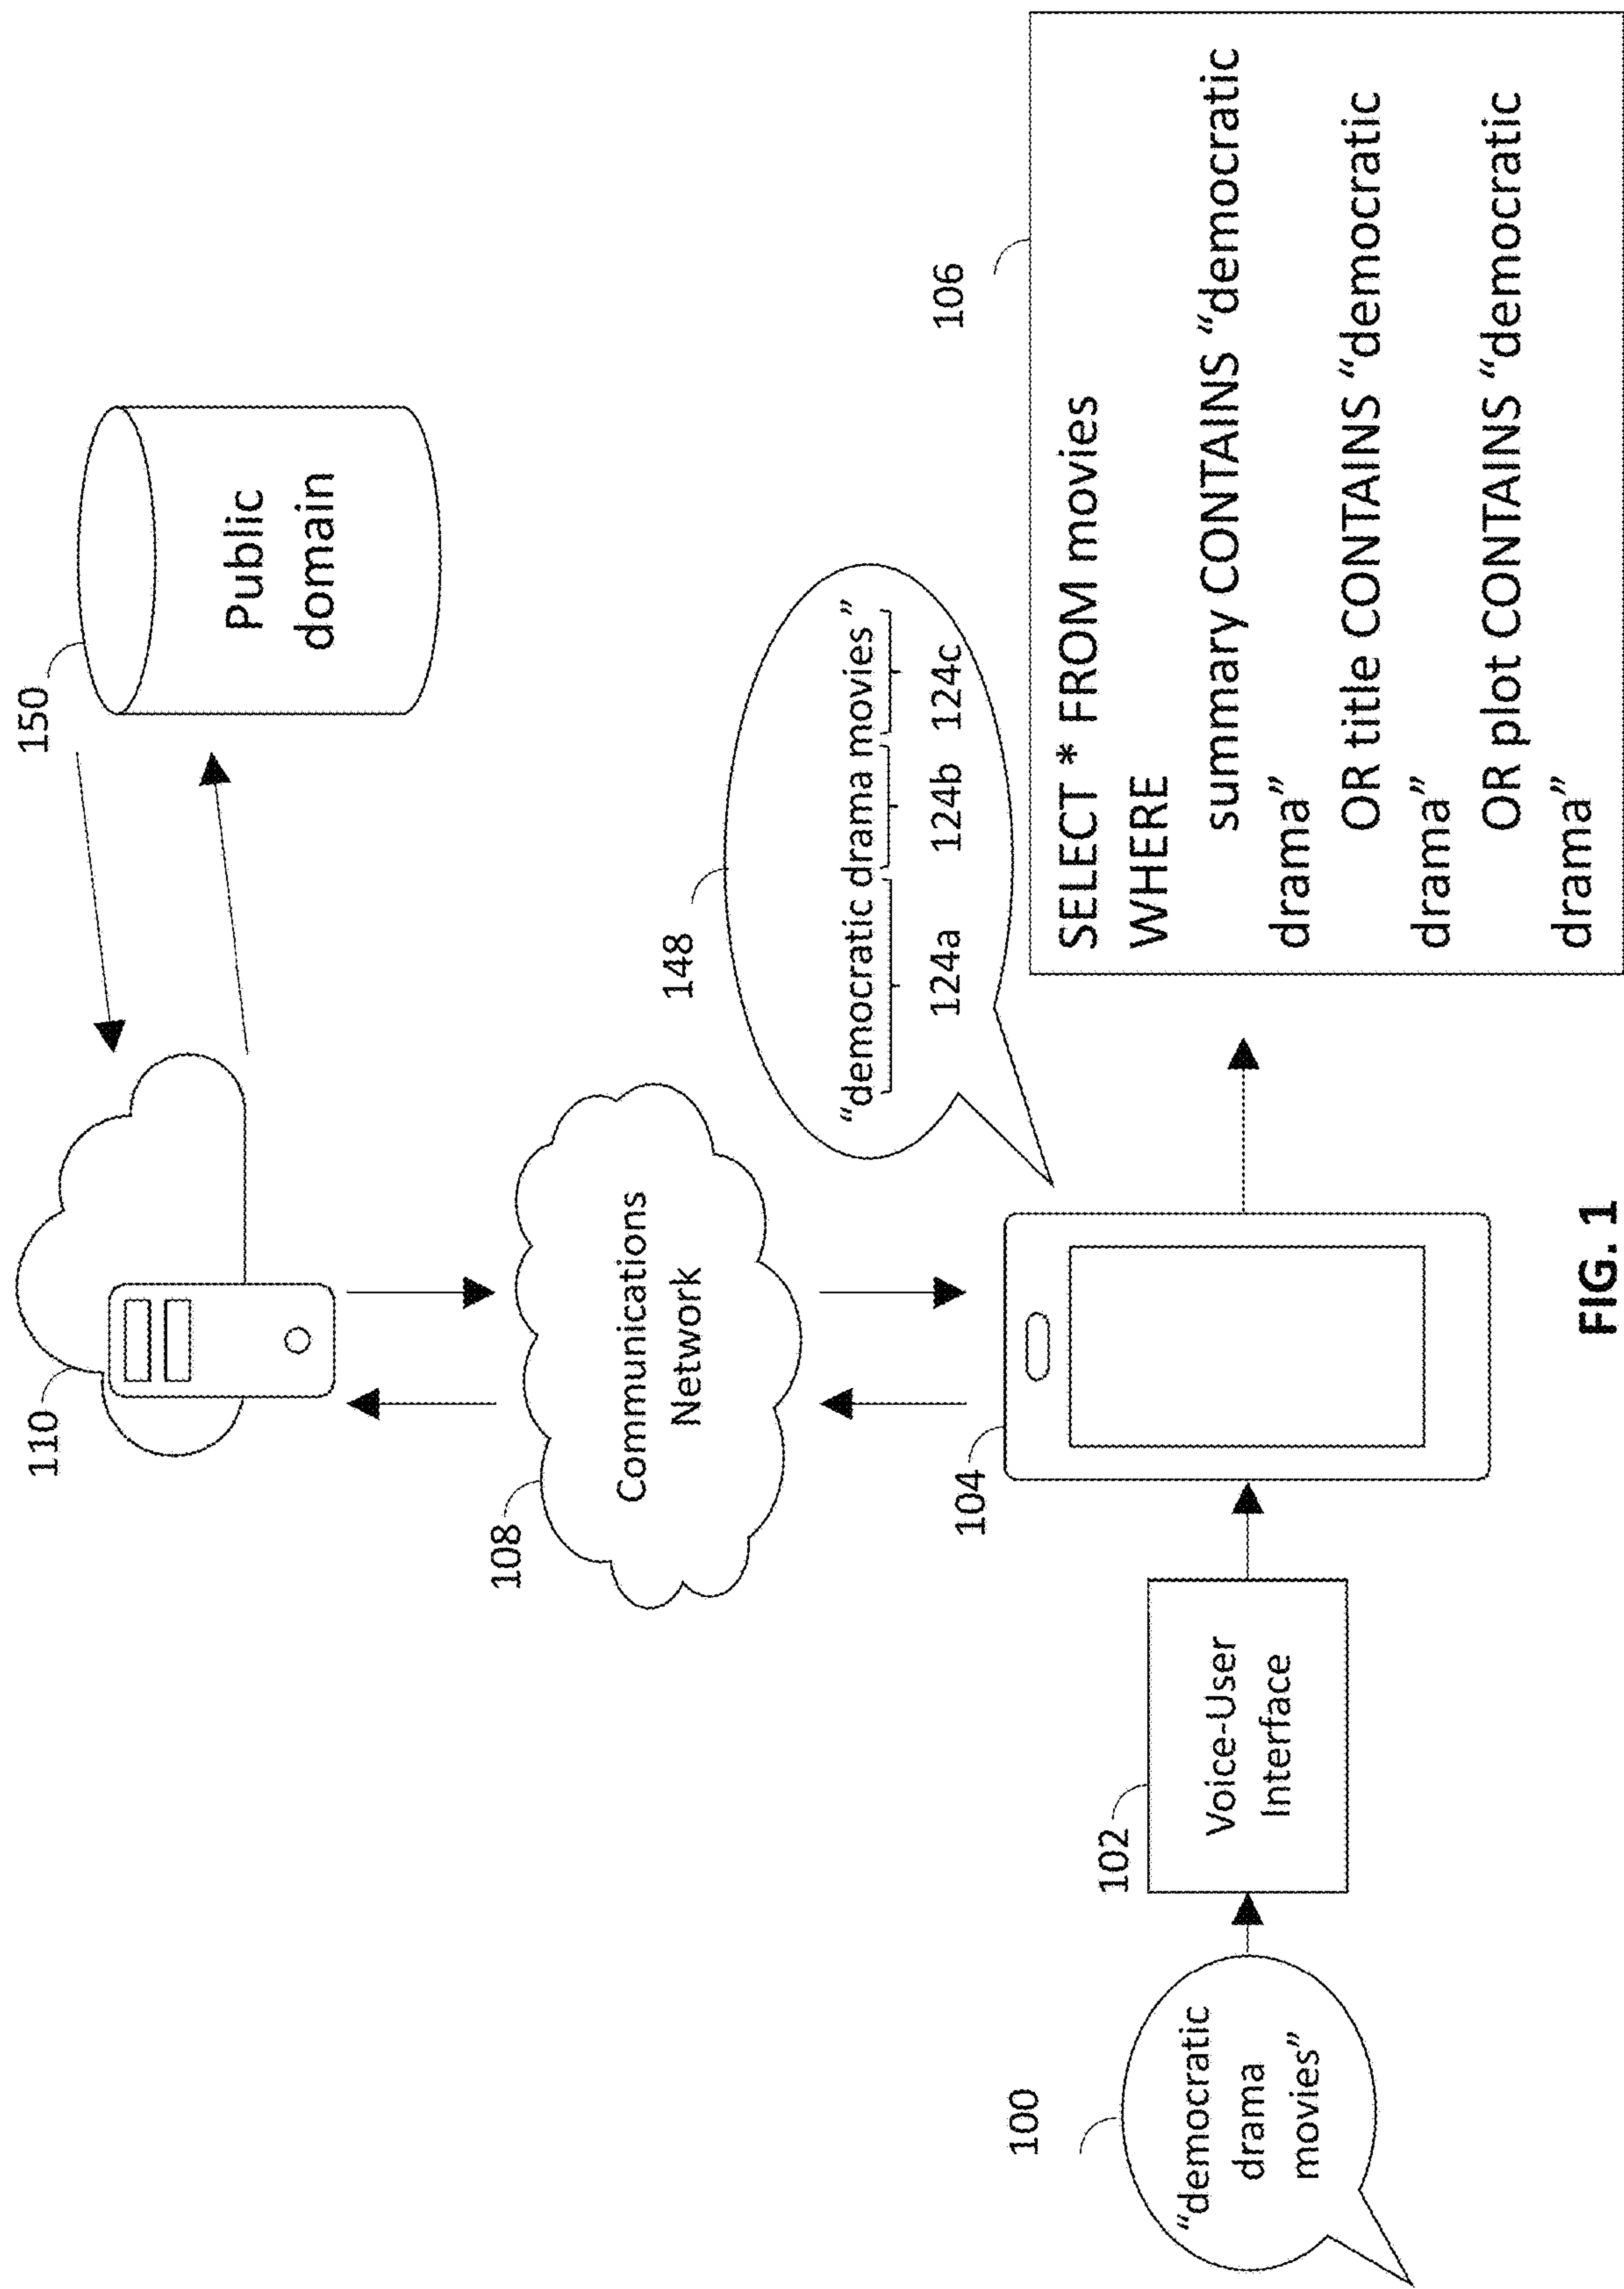 110
150
Public
domain
108
Communications
Network
148
“democratic drama movies”
124a 124b 124c
100
“democratic
drama
movies”
102
Voice-User
Interface
104
106
SELECT * FROM movies
WHERE
summary CONTAINS “democratic
drama”
OR title CONTAINS “democratic
drama”
OR plot CONTAINS “democratic
drama”
FIG. 1